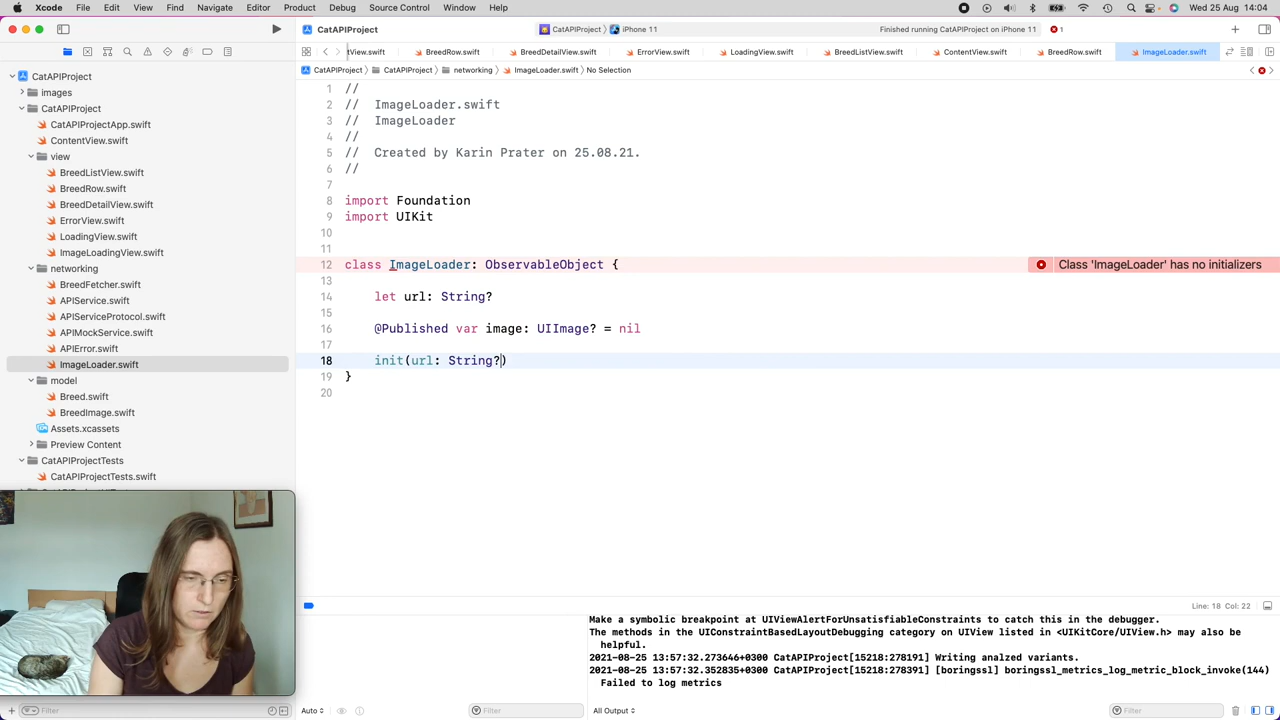 Xcode File Edit View Find Navigate Editor Product Debug Source Control Window Help Wed 25 Aug 14:04
CatAPIProject CatAPIProject iPhone 11 Finished running CatAPIProject on iPhone 11 1
tView.swift BreedRow.swift BreedDetailView.swift ErrorView.swift LoadingView.swift BreedListView.swift ContentView.swift BreedRow.swift ImageLoader.swift
CatAPIProject CatAPIProject networking ImageLoader.swift No Selection
CatAPIProject
images
CatAPIProject
CatAPIProjectApp.swift
ContentView.swift
view
BreedListView.swift
BreedRow.swift
BreedDetailView.swift
ErrorView.swift
LoadingView.swift
ImageLoadingView.swift
networking
BreedFetcher.swift
APIService.swift
APIServiceProtocol.swift
APIMockService.swift
APIError.swift
ImageLoader.swift
model
Breed.swift
BreedImage.swift
Assets.xcassets
Preview Content
CatAPIProjectTests
CatAPIProjectTests.swift
1 //
2 // ImageLoader.swift
3 // ImageLoader
4 //
5 // Created by Karin Prater on 25.08.21.
6 //
7
8 import Foundation
9 import UIKit
10
11
12 class ImageLoader: ObservableObject { Class 'ImageLoader' has no initializers
13
14 let url: String?
15
16 @Published var image: UIImage? = nil
17
18 init(url: String?)
19 }
20
Line: 18 Col: 22
Make a symbolic breakpoint at UIViewAlertForUnsatisfiableConstraints to catch this in the debugger.
The methods in the UIConstraintBasedLayoutDebugging category on UIView listed in <UIKitCore/UIView.h> may also be
helpful.
2021-08-25 13:57:32.273646+0300 CatAPIProject[15218:278191] Writing analzed variants.
2021-08-25 13:57:32.352835+0300 CatAPIProject[15218:278391] [boringssl] boringssl_metrics_log_metric_block_invoke(144)
Failed to log metrics
Filter Auto Filter All Output Filter